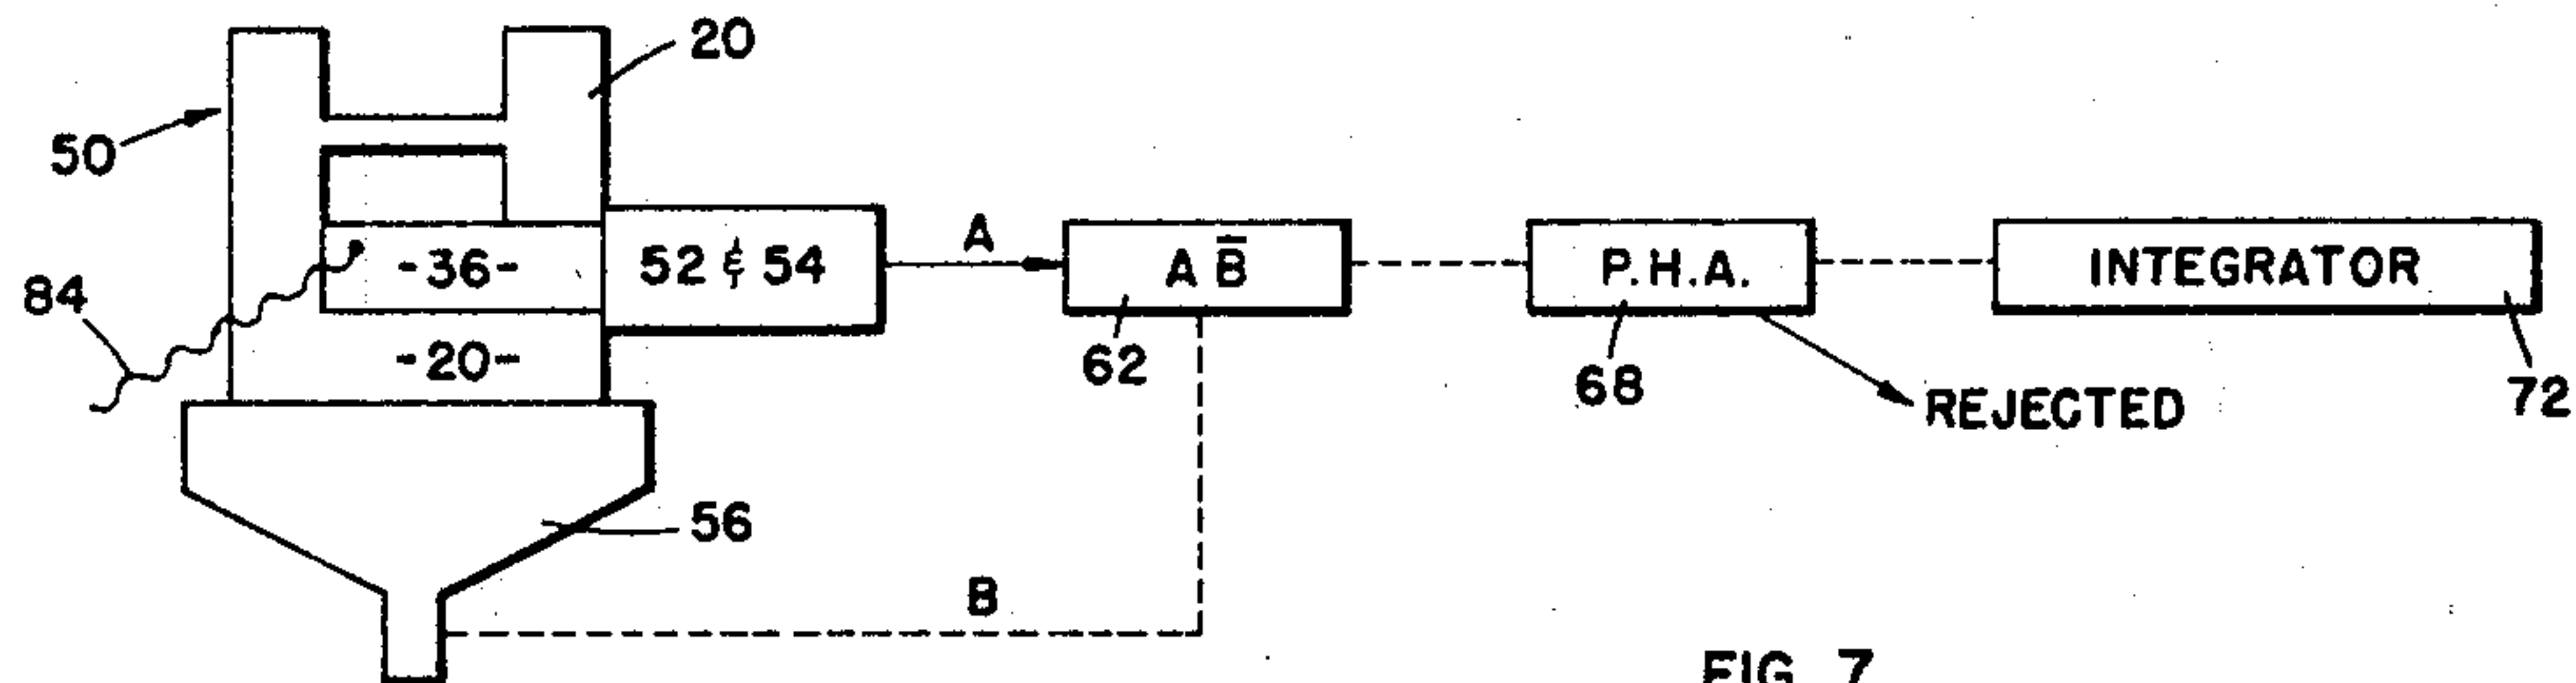 20
50
-36-
52 & 54
A
A B̅
P.H.A.
INTEGRATOR
84
-20-
62
68
REJECTED
72
56
B
FIG. 7